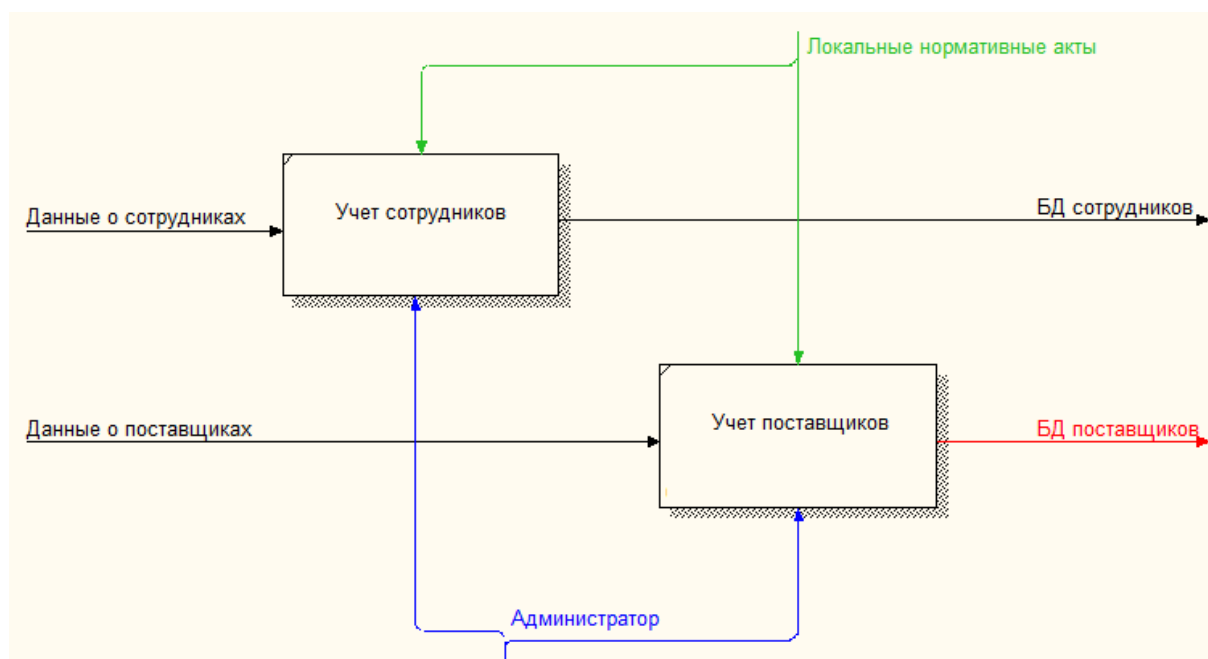 Локальные нормативные акты
Учет сотрудников
Данные о сотрудниках
БД сотрудников
Учет поставщиков
Данные о поставщиках
БД поставщиков
Администратор